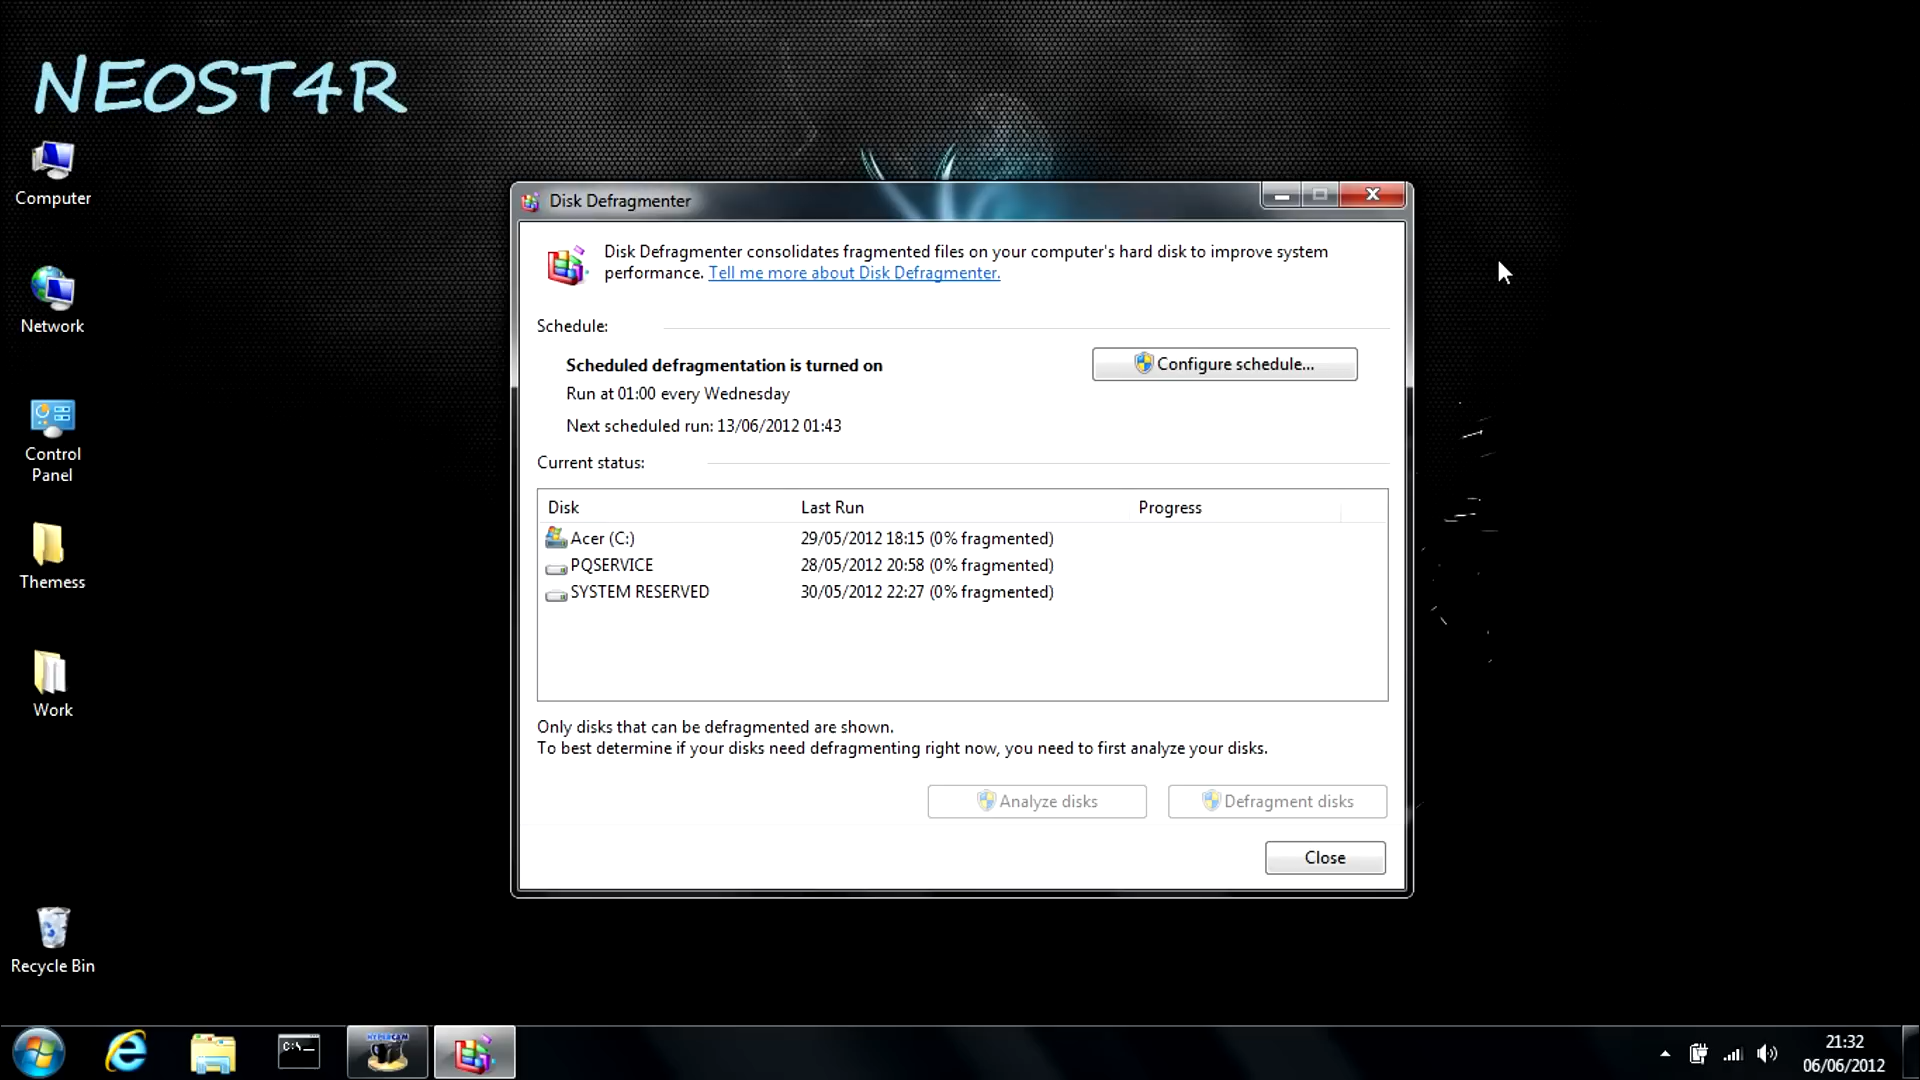 NEOST4R
Computer
Network
Control
Panel
Themess
Work
Recycle Bin
Disk Defragmenter
Disk Defragmenter consolidates fragmented files on your computer's hard disk to improve system
performance. Tell me more about Disk Defragmenter.
Schedule:
Scheduled defragmentation is turned on
Configure schedule...
Run at 01:00 every Wednesday
Next scheduled run: 13/06/2012 01:43
Current status:
Disk Last Run Progress
Acer (C:) 29/05/2012 18:15 (0% fragmented)
PQSERVICE 28/05/2012 20:58 (0% fragmented)
SYSTEM RESERVED 30/05/2012 22:27 (0% fragmented)
Only disks that can be defragmented are shown.
To best determine if your disks need defragmenting right now, you need to first analyze your disks.
Analyze disks Defragment disks
Close
C:\_
HYPERCAM
21:32
06/06/2012